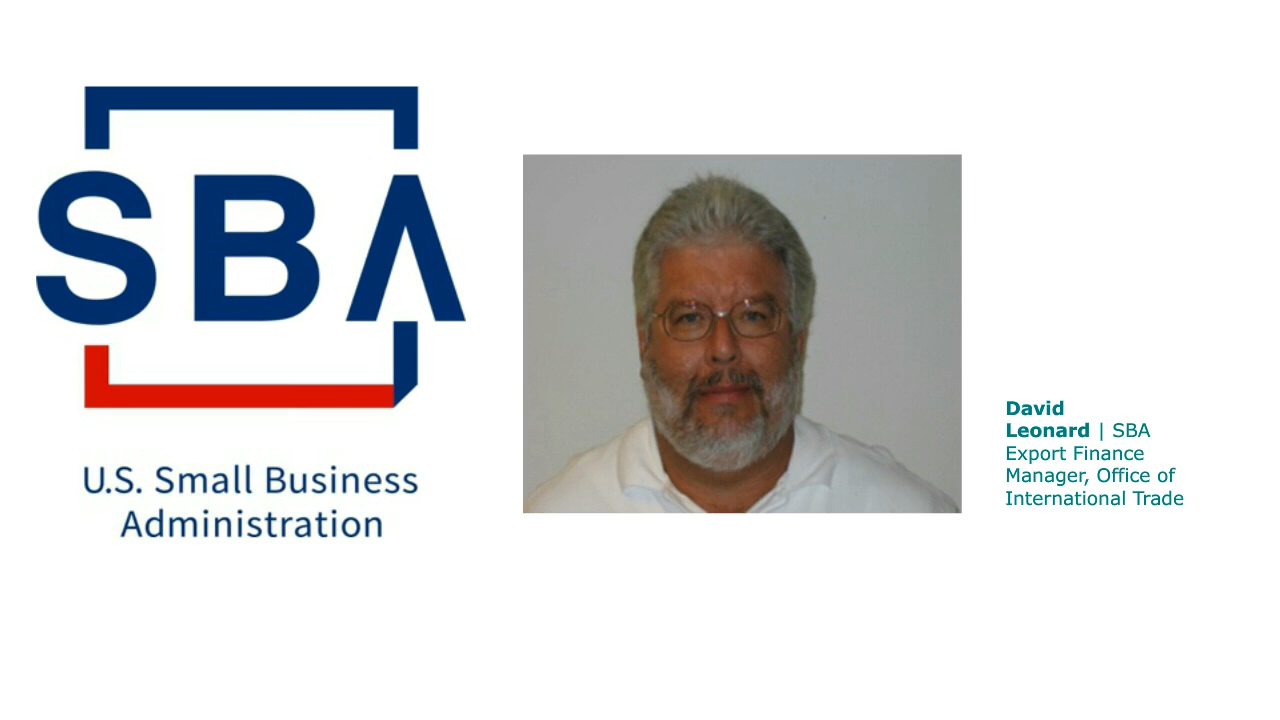 SBA
U.S. Small Business
Administration
David
Leonard | SBA
Export Finance
Manager, Office of
International Trade